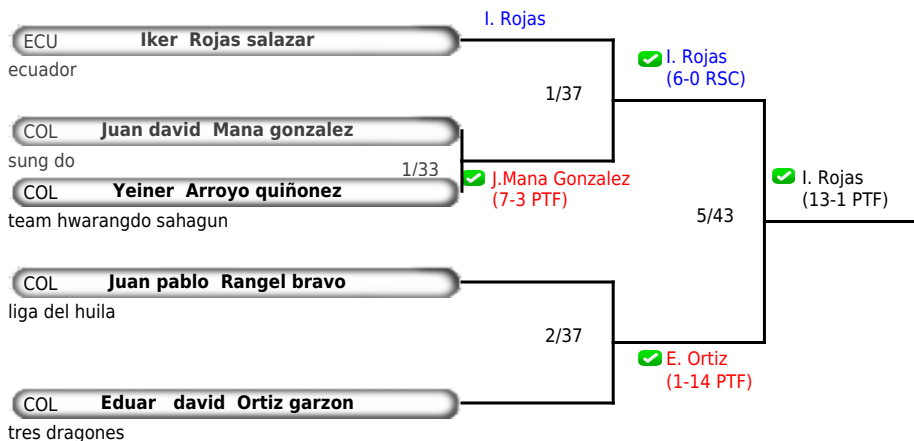 I. Rojas
ECU Iker Rojas salazar
ecuador
I. Rojas
(6-0 RSC)
1/37
COL Juan david Mana gonzalez
sung do
1/33
J.Mana Gonzalez
(7-3 PTF)
COL Yeiner Arroyo quiñonez
team hwarangdo sahagun
I. Rojas
(13-1 PTF)
5/43
COL Juan pablo Rangel bravo
liga del huila
2/37
E. Ortiz
(1-14 PTF)
COL Eduar david Ortiz garzon
tres dragones